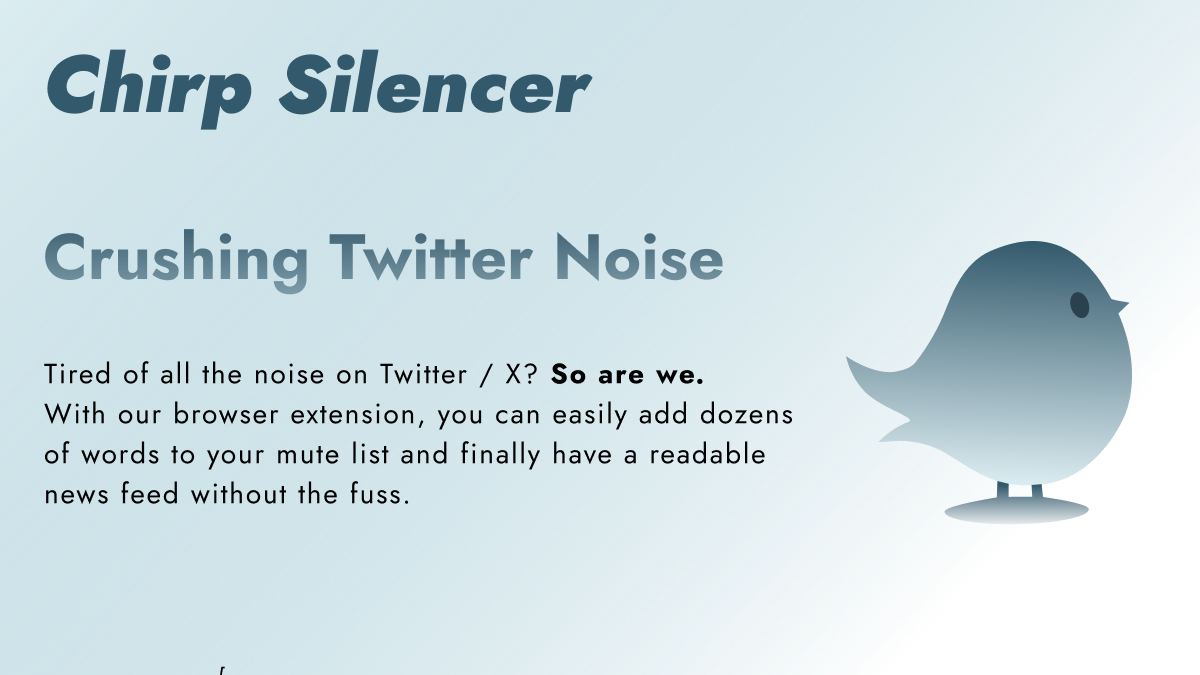 Chirp Silencer
Crushing Twitter Noise
Tired of all the noise on Twitter / X? So are we.
With our browser extension, you can easily add dozens
of words to your mute list and finally have a readable
news feed without the fuss.